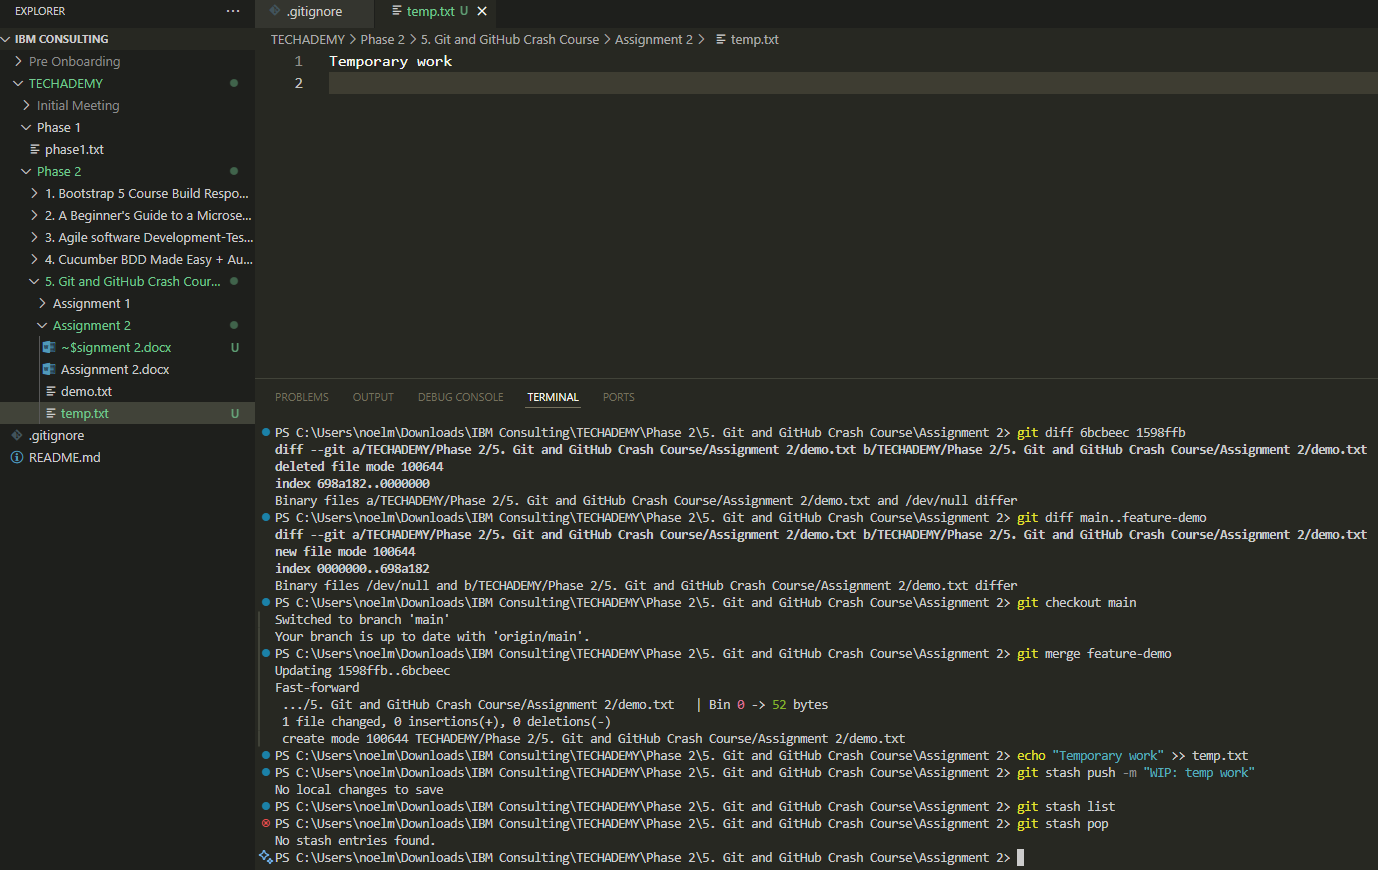 EXPLORER
IBM CONSULTING
Pre Onboarding
TECHADEMY
Initial Meeting
Phase 1
phase1.txt
Phase 2
1. Bootstrap 5 Course Build Respo...
2. A Beginner's Guide to a Microse...
3. Agile software Development-Tes...
4. Cucumber BDD Made Easy + Au...
5. Git and GitHub Crash Cour...
Assignment 1
Assignment 2
~$signment 2.docx U
Assignment 2.docx
demo.txt
temp.txt U
.gitignore
README.md
.gitignore temp.txt U
TECHADEMY > Phase 2 > 5. Git and GitHub Crash Course > Assignment 2 > temp.txt
1 Temporary work
2
PROBLEMS OUTPUT DEBUG CONSOLE TERMINAL PORTS
PS C:\Users\noelm\Downloads\IBM Consulting\TECHADEMY\Phase 2\5. Git and GitHub Crash Course\Assignment 2> git diff 6bcbeec 1598ffb
diff --git a/TECHADEMY/Phase 2/5. Git and GitHub Crash Course/Assignment 2/demo.txt b/TECHADEMY/Phase 2/5. Git and GitHub Crash Course/Assignment 2/demo.txt
deleted file mode 100644
index 698a182..0000000
Binary files a/TECHADEMY/Phase 2/5. Git and GitHub Crash Course/Assignment 2/demo.txt and /dev/null differ
PS C:\Users\noelm\Downloads\IBM Consulting\TECHADEMY\Phase 2\5. Git and GitHub Crash Course\Assignment 2> git diff main..feature-demo
diff --git a/TECHADEMY/Phase 2/5. Git and GitHub Crash Course/Assignment 2/demo.txt b/TECHADEMY/Phase 2/5. Git and GitHub Crash Course/Assignment 2/demo.txt
new file mode 100644
index 0000000..698a182
Binary files /dev/null and b/TECHADEMY/Phase 2/5. Git and GitHub Crash Course/Assignment 2/demo.txt differ
PS C:\Users\noelm\Downloads\IBM Consulting\TECHADEMY\Phase 2\5. Git and GitHub Crash Course\Assignment 2> git checkout main
Switched to branch 'main'
Your branch is up to date with 'origin/main'.
PS C:\Users\noelm\Downloads\IBM Consulting\TECHADEMY\Phase 2\5. Git and GitHub Crash Course\Assignment 2> git merge feature-demo
Updating 1598ffb..6bcbeec
Fast-forward
.../5. Git and GitHub Crash Course/Assignment 2/demo.txt | Bin 0 -> 52 bytes
1 file changed, 0 insertions(+), 0 deletions(-)
create mode 100644 TECHADEMY/Phase 2/5. Git and GitHub Crash Course/Assignment 2/demo.txt
PS C:\Users\noelm\Downloads\IBM Consulting\TECHADEMY\Phase 2\5. Git and GitHub Crash Course\Assignment 2> echo "Temporary work" >> temp.txt
PS C:\Users\noelm\Downloads\IBM Consulting\TECHADEMY\Phase 2\5. Git and GitHub Crash Course\Assignment 2> git stash push -m "WIP: temp work"
No local changes to save
PS C:\Users\noelm\Downloads\IBM Consulting\TECHADEMY\Phase 2\5. Git and GitHub Crash Course\Assignment 2> git stash list
PS C:\Users\noelm\Downloads\IBM Consulting\TECHADEMY\Phase 2\5. Git and GitHub Crash Course\Assignment 2> git stash pop
No stash entries found.
PS C:\Users\noelm\Downloads\IBM Consulting\TECHADEMY\Phase 2\5. Git and GitHub Crash Course\Assignment 2>